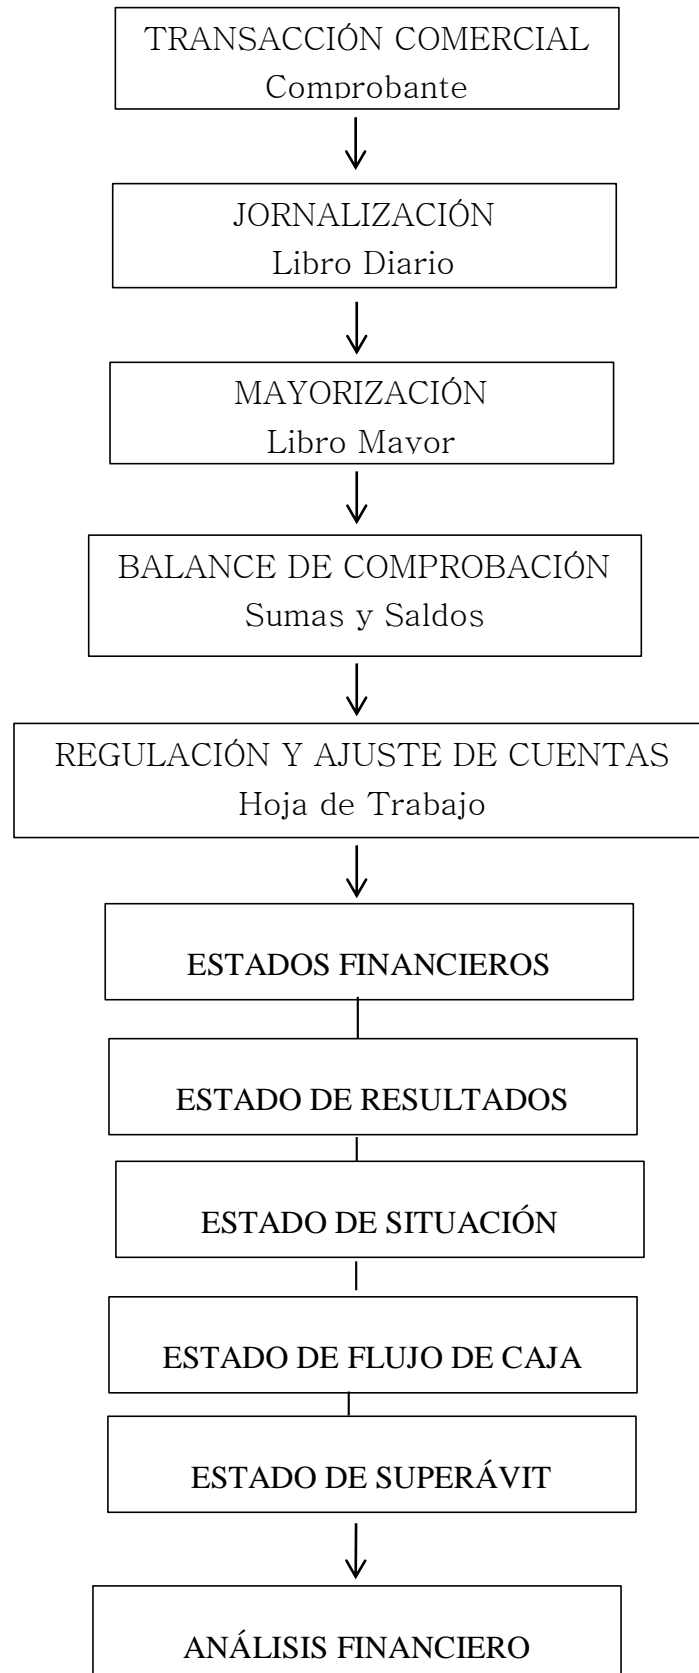 TRANSACCIÓN COMERCIAL
Comprobante
JORNALIZACIÓN
Libro Diario
MAYORIZACIÓN
Libro Mayor
BALANCE DE COMPROBACIÓN
Sumas y Saldos
REGULACIÓN Y AJUSTE DE CUENTAS
Hoja de Trabajo
ESTADOS FINANCIEROS
ESTADO DE RESULTADOS
ESTADO DE SITUACIÓN
ESTADO DE FLUJO DE CAJA
ESTADO DE SUPERÁVIT
ANÁLISIS FINANCIERO